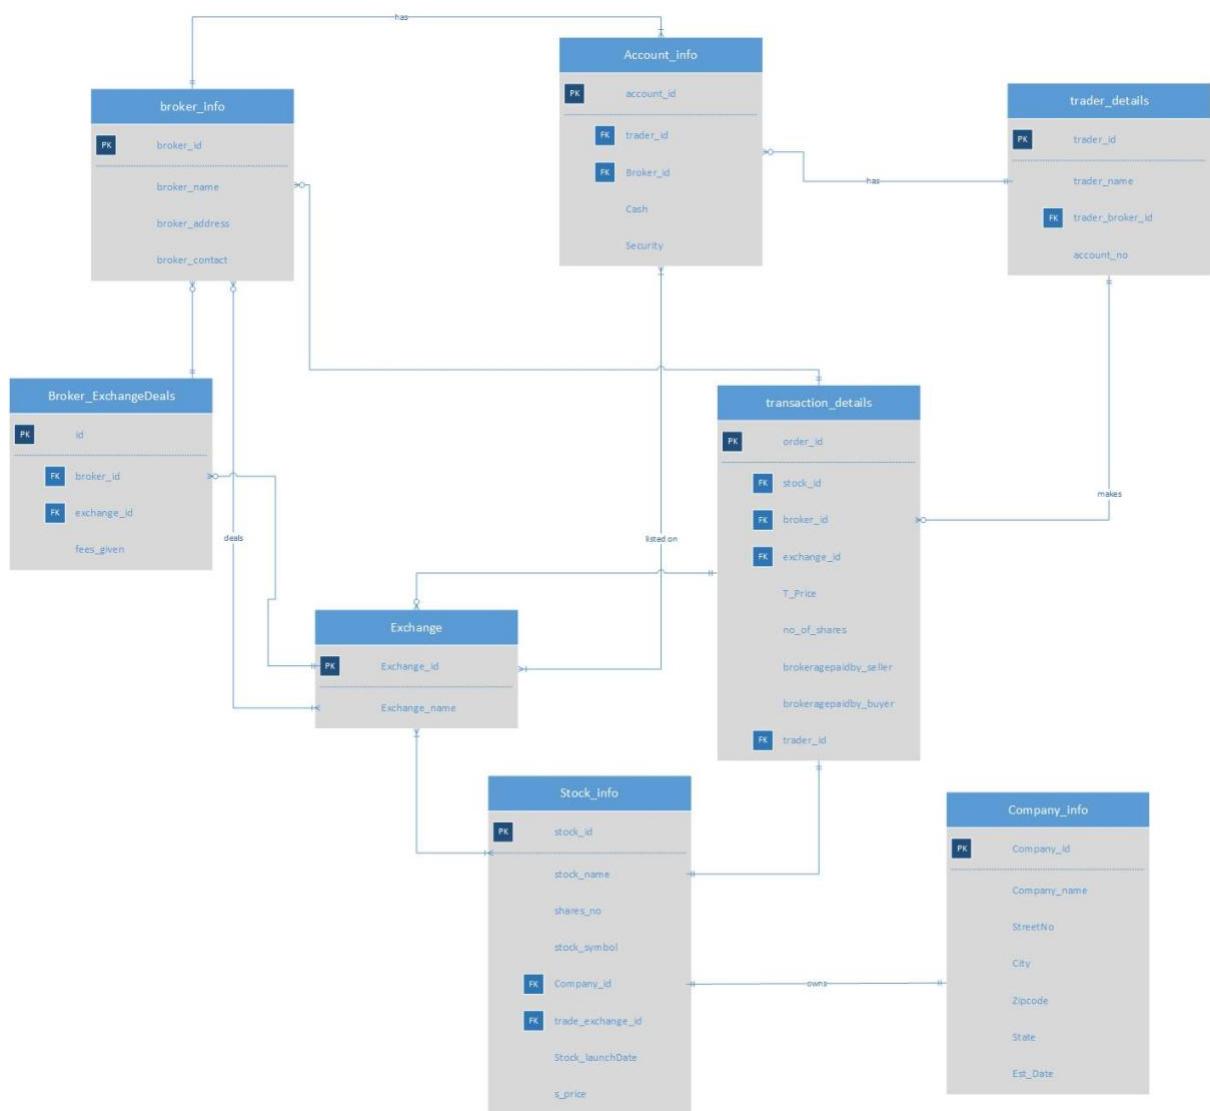 has
Account_info
PK account_id
FK trader_id
FK Broker_id
Cash
Security
broker_info
PK broker_id
broker_name
broker_address
broker_contact
trader_details
PK trader_id
trader_name
FK trader_broker_id
account_no
has
Broker_ExchangeDeals
PK id
FK broker_id
FK exchange_id
fees_given
transaction_details
PK order_id
FK stock_id
FK broker_id
FK exchange_id
T_Price
no_of_shares
brokeragepaidby_seller
brokeragepaidby_buyer
FK trader_id
makes
deals
listed on
Exchange
PK Exchange_id
Exchange_name
Stock_info
PK stock_id
stock_name
shares_no
stock_symbol
FK Company_id
FK trade_exchange_id
Stock_launchDate
s_price
owns
Company_info
PK Company_id
Company_name
StreetNo
City
Zipcode
State
Est_Date